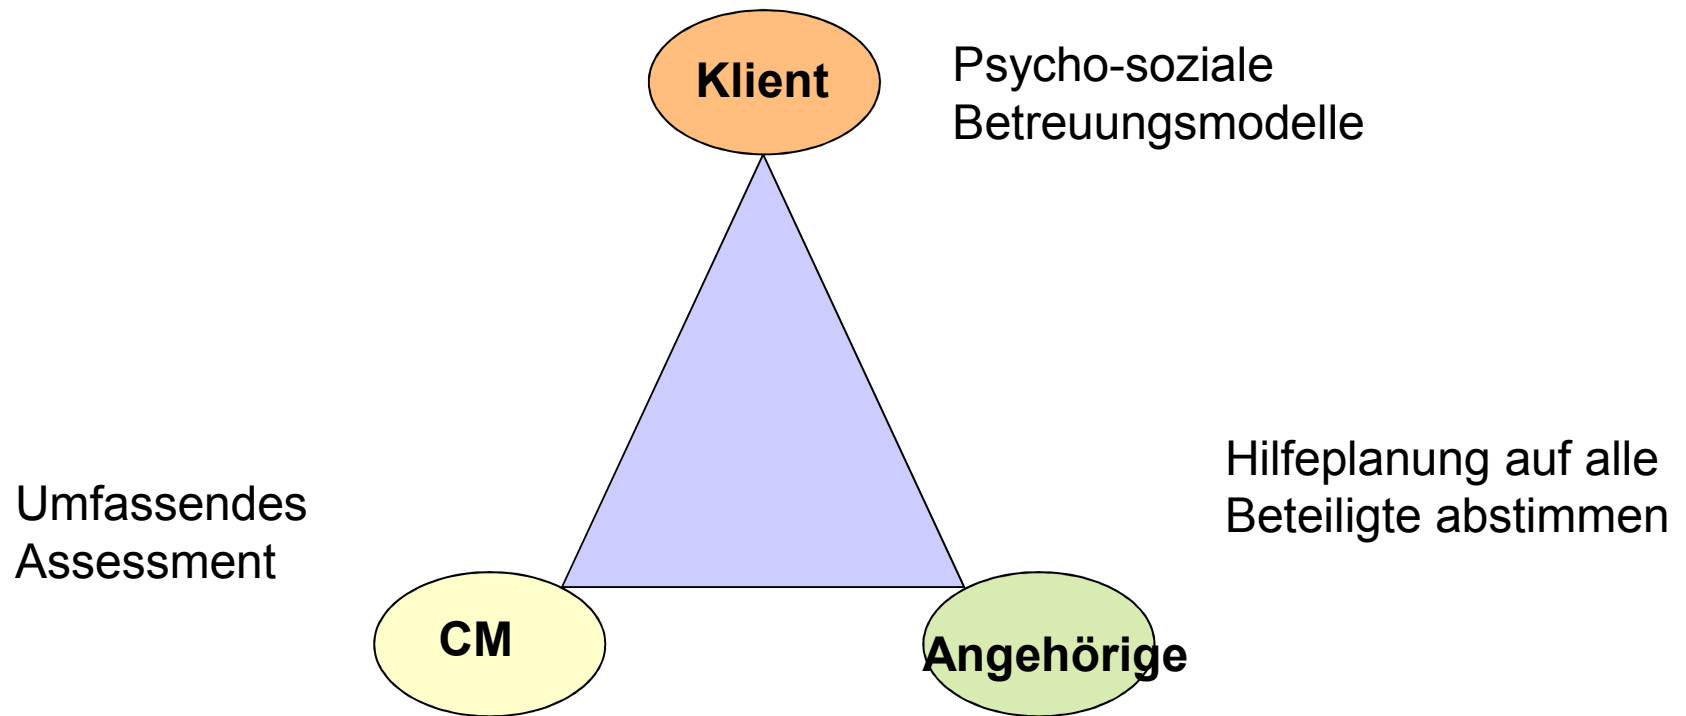 Klient
Psycho-soziale
Betreuungsmodelle
Hilfeplanung auf alle
Beteiligte abstimmen
Umfassendes
Assessment
CM
Angehörige